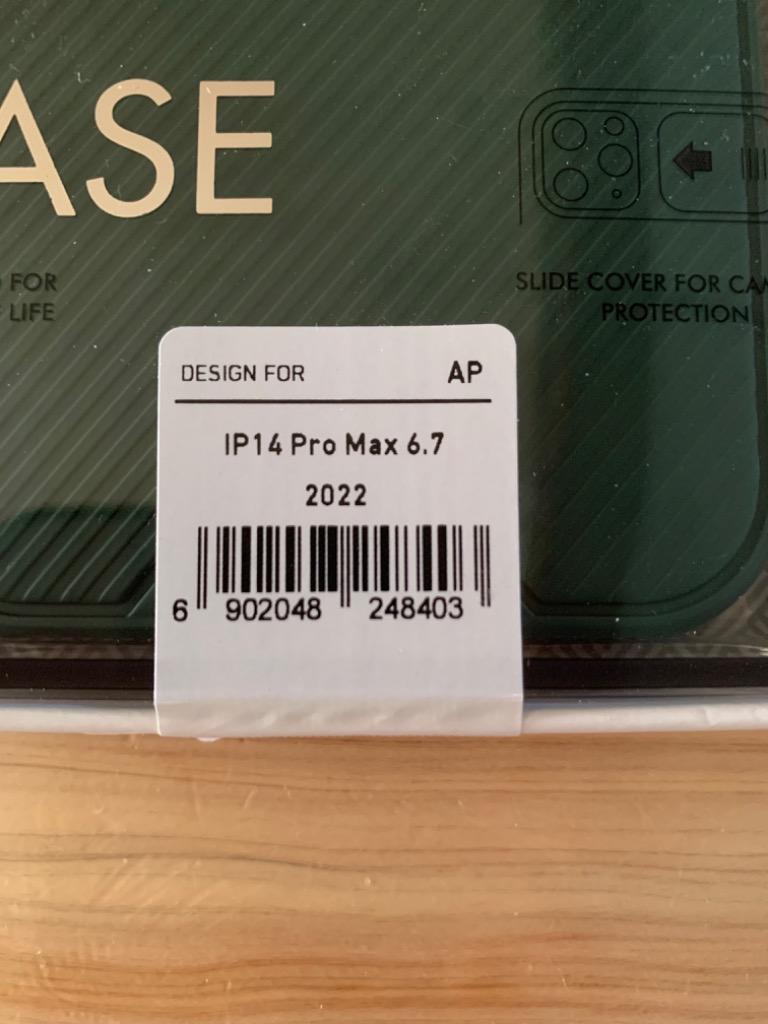 ASE
FOR
LIFE
SLIDE COVER FOR
PROTECTION
DESIGN FOR AP
IP14 Pro Max 6.7
2022
6 902048 248403